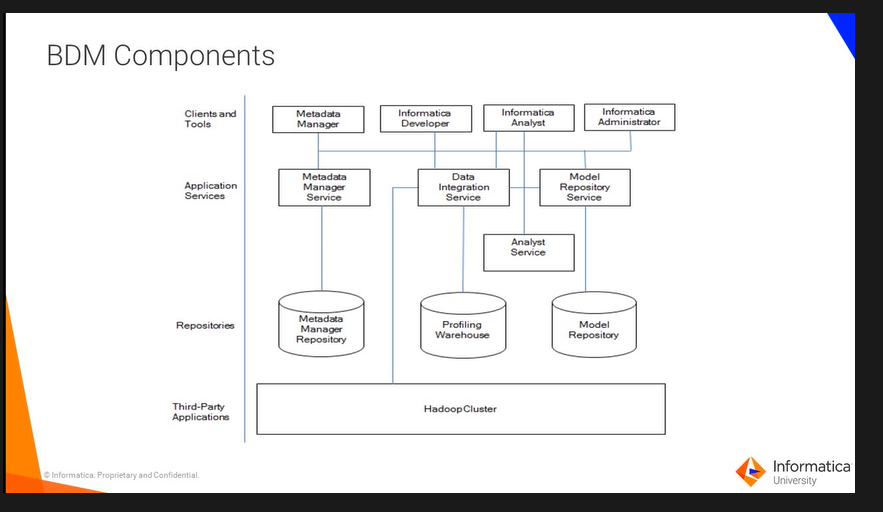 BDM Components
Clients and
Tools
Metadata
Manager
Informatica
Developer
Informatica
Analyst
Informatica
Administrator
Application
Services
Metadata
Manager
Service
Data
Integration
Service
Model
Repository
Service
Analyst
Service
Repositories
Metadata
Manager
Repository
Profiling
Warehouse
Model
Repository
Third-Party
Applications
HadoopCluster
© Informatica. Proprietary and Confidential.
Informatica
University